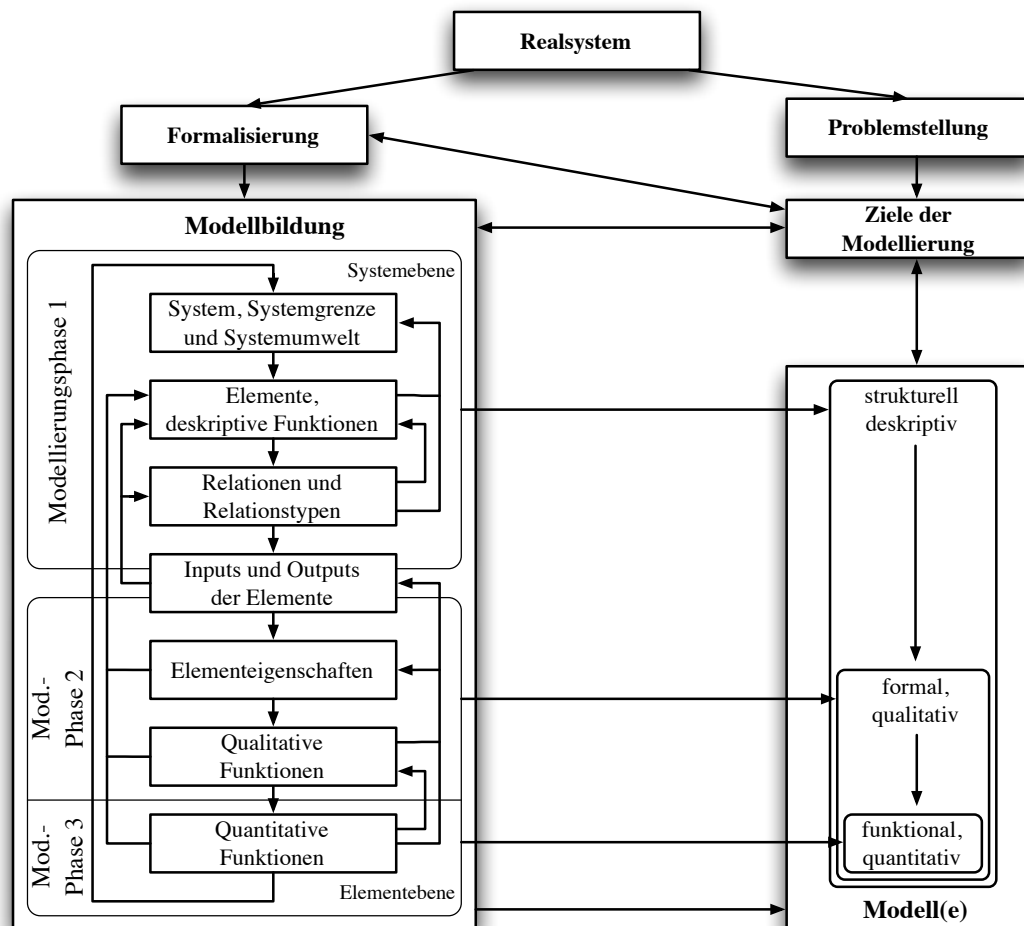 Realsystem
Formalisierung
Problemstellung
Ziele der
Modellierung
Modellbildung
Modellierungsphase 1
Systemebene
System, Systemgrenze
und Systemumwelt
Elemente,
deskriptive Funktionen
Relationen und
Relationstypen
Inputs und Outputs
der Elemente
Mod.-
Phase 2
Elementeigenschaften
Qualitative
Funktionen
Mod.-
Phase 3
Quantitative
Funktionen
Elementebene
strukturell
deskriptiv
formal,
qualitativ
funktional,
quantitativ
Modell(e)